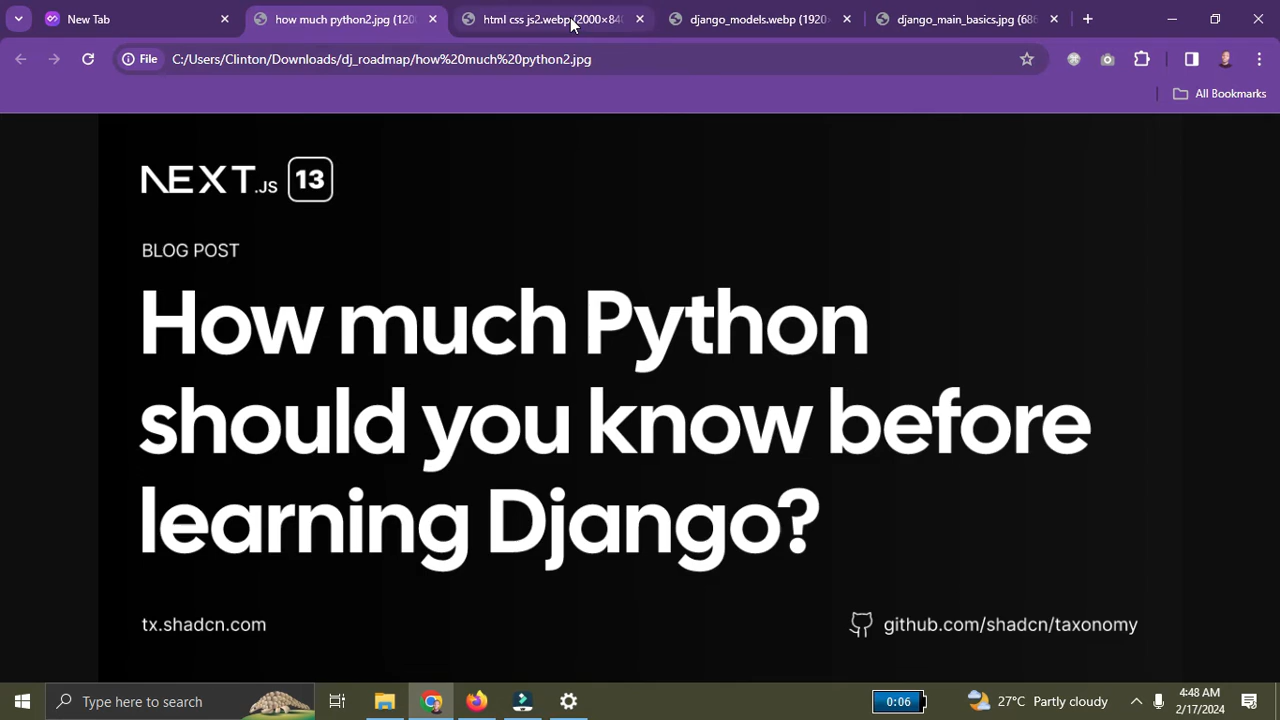 New Tab
how much python2.jpg (120
html css js2.webp (2000×84
django_models.webp (1920×
django_main_basics.jpg (686
File
C:/Users/Clinton/Downloads/dj_roadmap/how%20much%20python2.jpg
All Bookmarks
NEXT.JS 13
BLOG POST
How much Python
should you know before
learning Django?
tx.shadcn.com
github.com/shadcn/taxonomy
Type here to search
0:06
27°C Partly cloudy
4:48 AM
2/17/2024